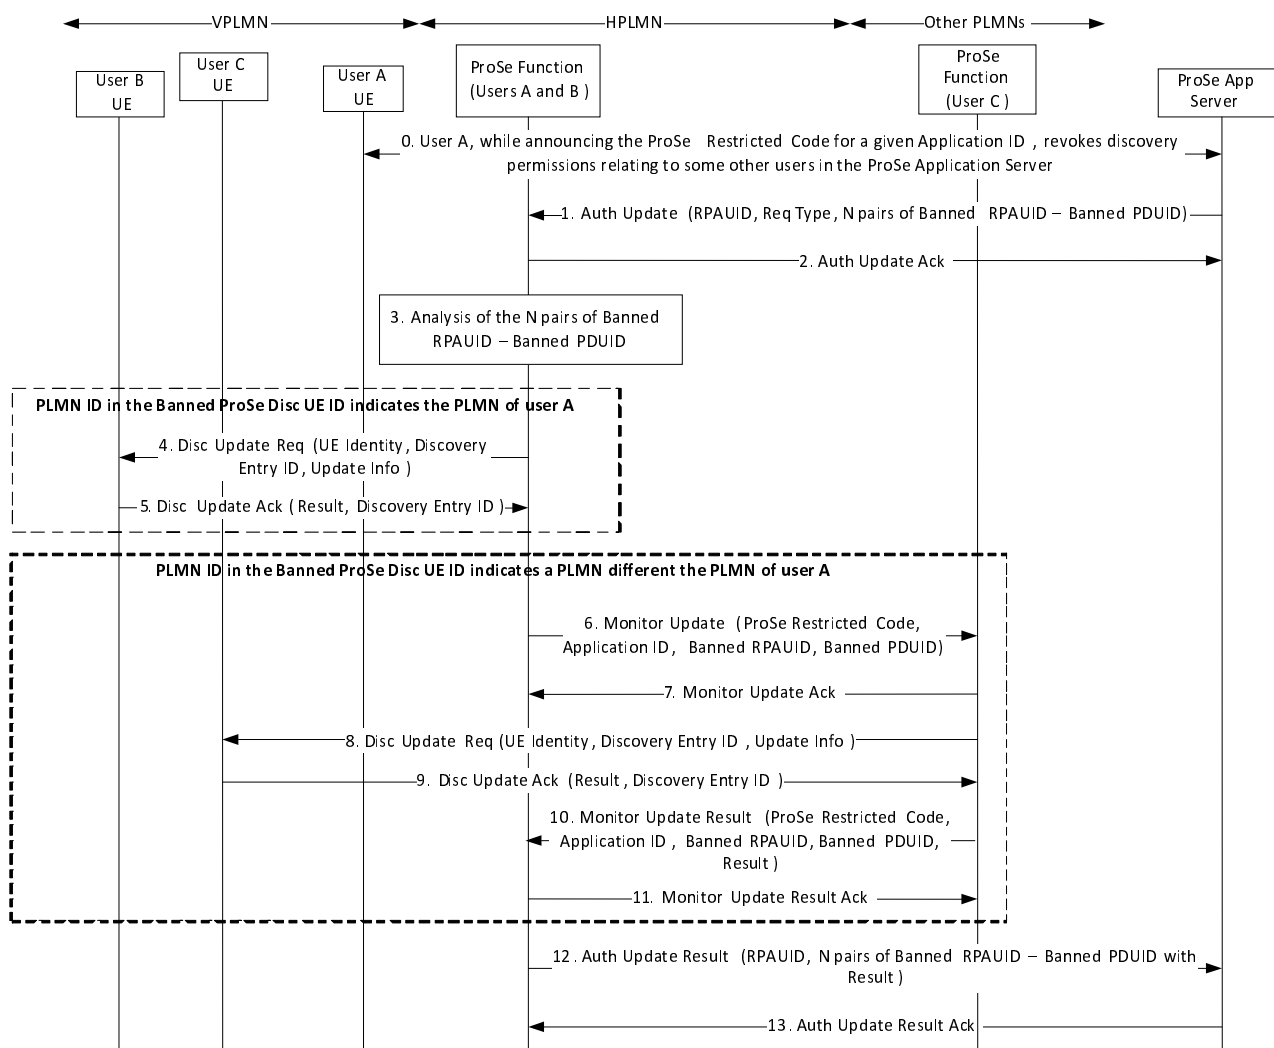 VPLMN
HPLMN
Other PLMNs
User B
UE
User C
UE
User A
UE
ProSe Function
(Users A and B)
ProSe
Function
(User C)
ProSe App
Server
0. User A, while announcing the ProSe Restricted Code for a given Application ID, revokes discovery
permissions relating to some other users in the ProSe Application Server
1. Auth Update (RPAUID, Req Type, N pairs of Banned RPAUID – Banned PDUID)
2. Auth Update Ack
3. Analysis of the N pairs of Banned
RPAUID – Banned PDUID
PLMN ID in the Banned ProSe Disc UE ID indicates the PLMN of user A
4. Disc Update Req (UE Identity, Discovery
Entry ID, Update Info)
5. Disc Update Ack (Result, Discovery Entry ID)
PLMN ID in the Banned ProSe Disc UE ID indicates a PLMN different the PLMN of user A
6. Monitor Update (ProSe Restricted Code,
Application ID, Banned RPAUID, Banned PDUID)
7. Monitor Update Ack
8. Disc Update Req (UE Identity, Discovery Entry ID, Update Info)
9. Disc Update Ack (Result, Discovery Entry ID)
10. Monitor Update Result (ProSe Restricted Code,
Application ID, Banned RPAUID, Banned PDUID,
Result)
11. Monitor Update Result Ack
12. Auth Update Result (RPAUID, N pairs of Banned RPAUID – Banned PDUID with
Result)
13. Auth Update Result Ack